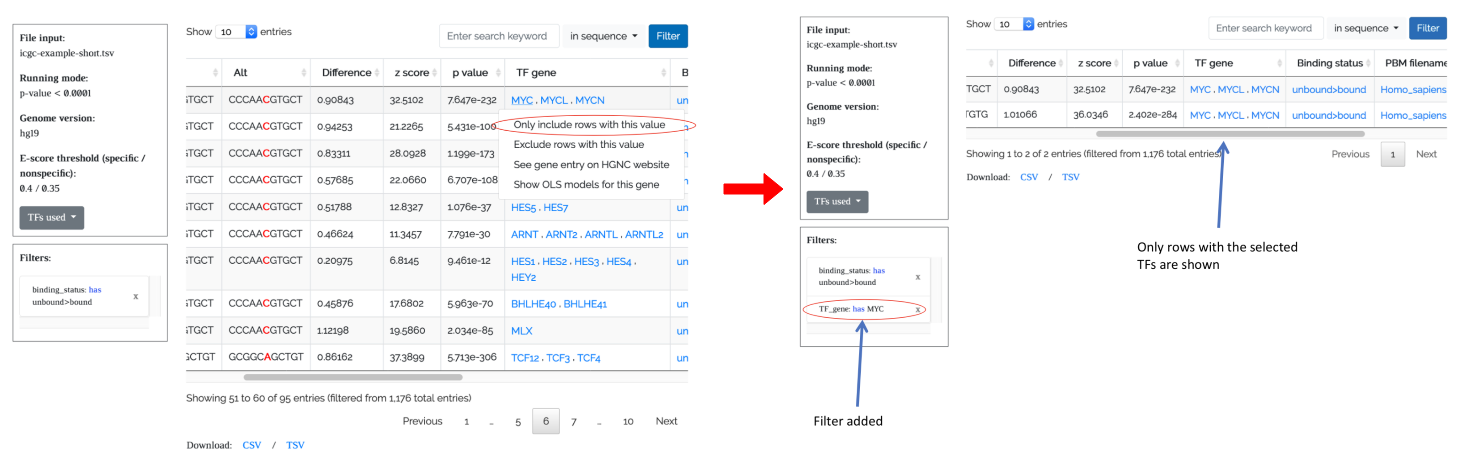 File input:
icgc-example-short.tsv
Running mode:
p-value < 0.0001
Genome version:
hg19
E-score threshold (specific /
nonspecific):
0.4 / 0.35
TFs used
Filters:
binding_status: has
unbound>bound
x
Show 10 entries
Enter search keyword in sequence Filter
Alt Difference z score p value TF gene B
GTGCT CCCAACGTGCT 0.90843 32.5102 7.647e-232 MYC , MYCL , MYCN un
GTGCT CCCAACGTGCT 0.94253 21.2265 5.431e-100
Only include rows with this value
GTGCT CCCAACGTGCT 0.83311 28.0928 1.199e-173
Exclude rows with this value
See gene entry on HGNC website
GTGCT CCCAACGTGCT 0.57685 22.0660 6.707e-108
Show OLS models for this gene
GTGCT CCCAACGTGCT 0.51788 12.8327 1.076e-37 HES5 , HES7 un
GTGCT CCCAACGTGCT 0.46624 11.3457 7.791e-30 ARNT , ARNT2 , ARNTL , ARNTL2 un
GTGCT CCCAACGTGCT 0.20975 6.8145 9.461e-12 HES1 , HES2 , HES3 , HES4 , un
HEY2
GTGCT CCCAACGTGCT 0.45876 17.6802 5.963e-70 BHLHE40 , BHLHE41 un
GTGCT CCCAACGTGCT 1.12198 19.5860 2.034e-85 MLX un
GCTGT GCGGCAGCTGT 0.86162 37.3899 5.713e-306 TCF12 , TCF3 , TCF4 un
Showing 51 to 60 of 95 entries (filtered from 1,176 total entries)
Previous 1 … 5 6 7 … 10 Next
Download: CSV / TSV
File input:
icgc-example-short.tsv
Running mode:
p-value < 0.0001
Genome version:
hg19
E-score threshold (specific /
nonspecific):
0.4 / 0.35
TFs used
Filters:
binding_status: has
unbound>bound
x
TF_gene: has MYC x
Filter added
Show 10 entries
Enter search keyword in sequence Filter
Difference z score p value TF gene Binding status PBM filename
TGCT 0.90843 32.5102 7.647e-232 MYC , MYCL , MYCN unbound>bound Homo_sapiens
GTG 1.01066 36.0346 2.402e-284 MYC , MYCL , MYCN unbound>bound Homo_sapiens
Showing 1 to 2 of 2 entries (filtered from 1,176 total entries)
Previous 1 Next
Download: CSV / TSV
Only rows with the selected
TFs are shown